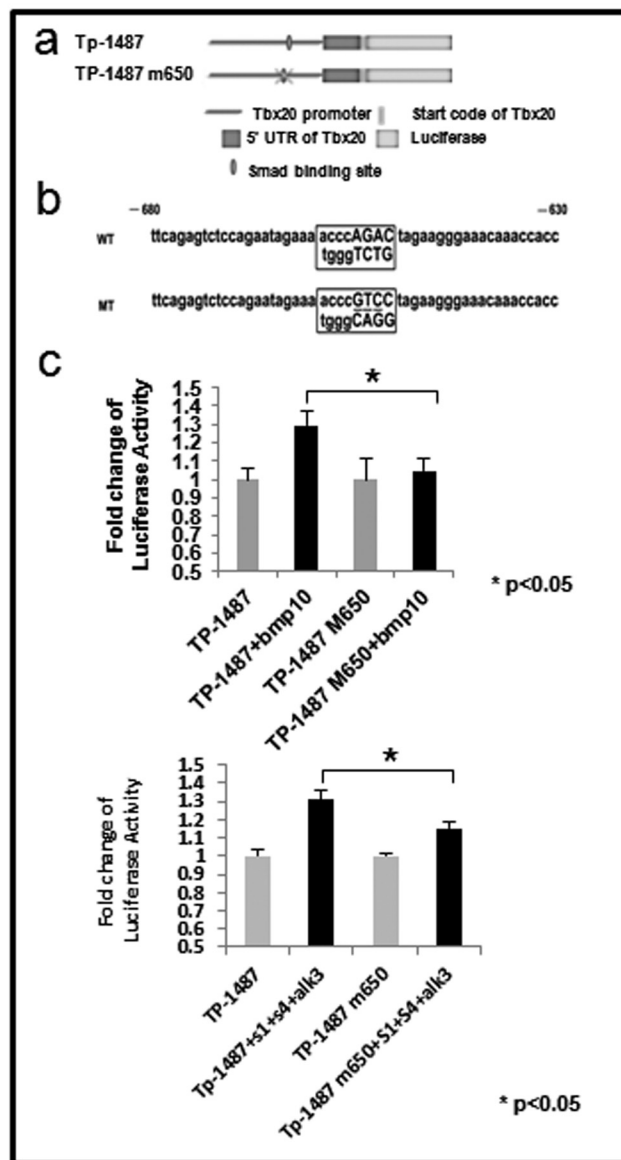 a
Tp-1487
TP-1487 m650
Tbx20 promoter Start code of Tbx20
5' UTR of Tbx20 Luciferase
Smad binding site
b
–680 –630
WT ttcagagtctccagaatagaaa acccAGAC tagaagggaaacaaaccacc
tgggTCTG
MT ttcagagtctccagaatagaaa acccGTCC tagaagggaaacaaaccacc
tgggCAGG
c
Fold change of
Luciferase Activity
1.5
1.4
1.3
1.2
1.1
1
0.9
0.8
0.7
0.6
0.5
*
TP-1487
TP-1487+bmp10
TP-1487 M650
TP-1487 M650+bmp10
* p<0.05
Fold change of
Luciferase Activity
1.5
1.4
1.3
1.2
1.1
1
0.9
0.8
0.7
0.6
0.5
*
TP-1487
Tp-1487+s1+s4+alk3
TP-1487 m650
Tp-1487 m650+S1+S4+alk3
* p<0.05